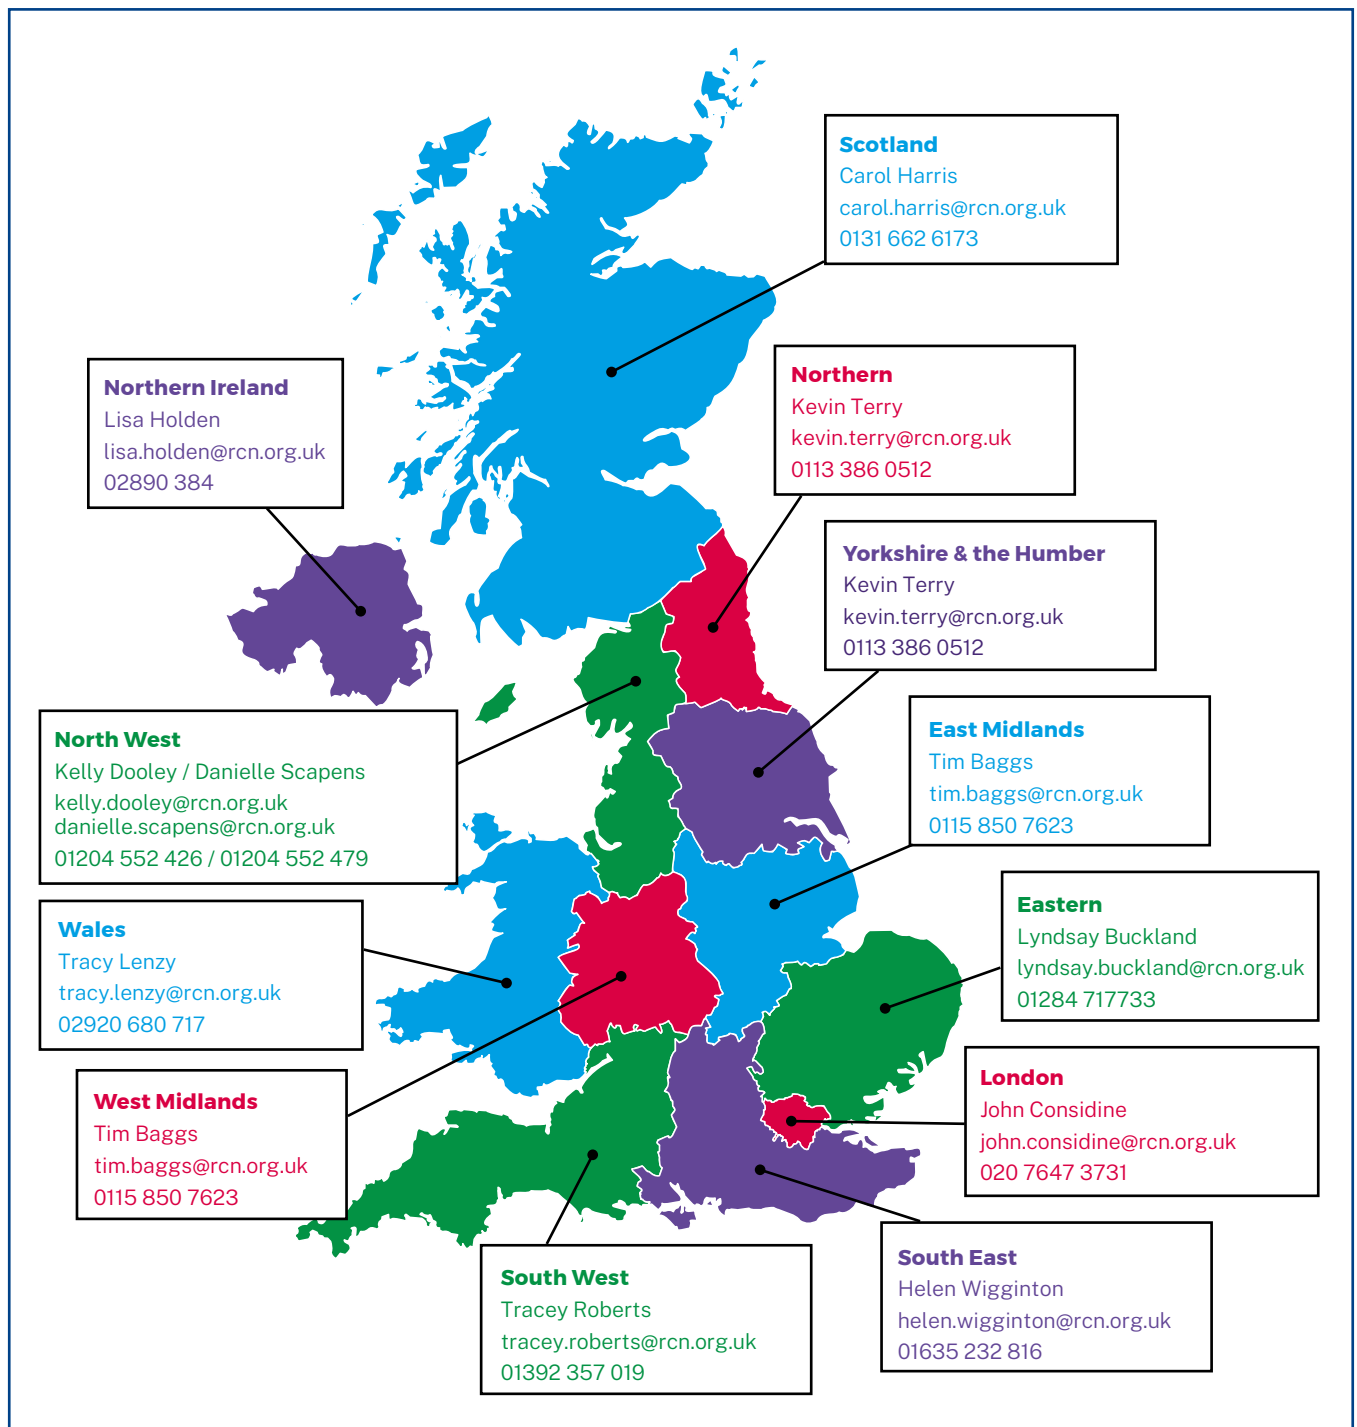 Scotland
Carol Harris
carol.harris@rcn.org.uk
0131 662 6173
Northern Ireland
Lisa Holden
lisa.holden@rcn.org.uk
02890 384
Northern
Kevin Terry
kevin.terry@rcn.org.uk
0113 386 0512
Yorkshire & the Humber
Kevin Terry
kevin.terry@rcn.org.uk
0113 386 0512
North West
Kelly Dooley / Danielle Scapens
kelly.dooley@rcn.org.uk
danielle.scapens@rcn.org.uk
01204 552 426 / 01204 552 479
East Midlands
Tim Baggs
tim.baggs@rcn.org.uk
0115 850 7623
Eastern
Lyndsay Buckland
lyndsay.buckland@rcn.org.uk
01284 717733
Wales
Tracy Lenzy
tracy.lenzy@rcn.org.uk
02920 680 717
London
John Considine
john.considine@rcn.org.uk
020 7647 3731
West Midlands
Tim Baggs
tim.baggs@rcn.org.uk
0115 850 7623
South East
Helen Wigginton
helen.wigginton@rcn.org.uk
01635 232 816
South West
Tracey Roberts
tracey.roberts@rcn.org.uk
01392 357 019